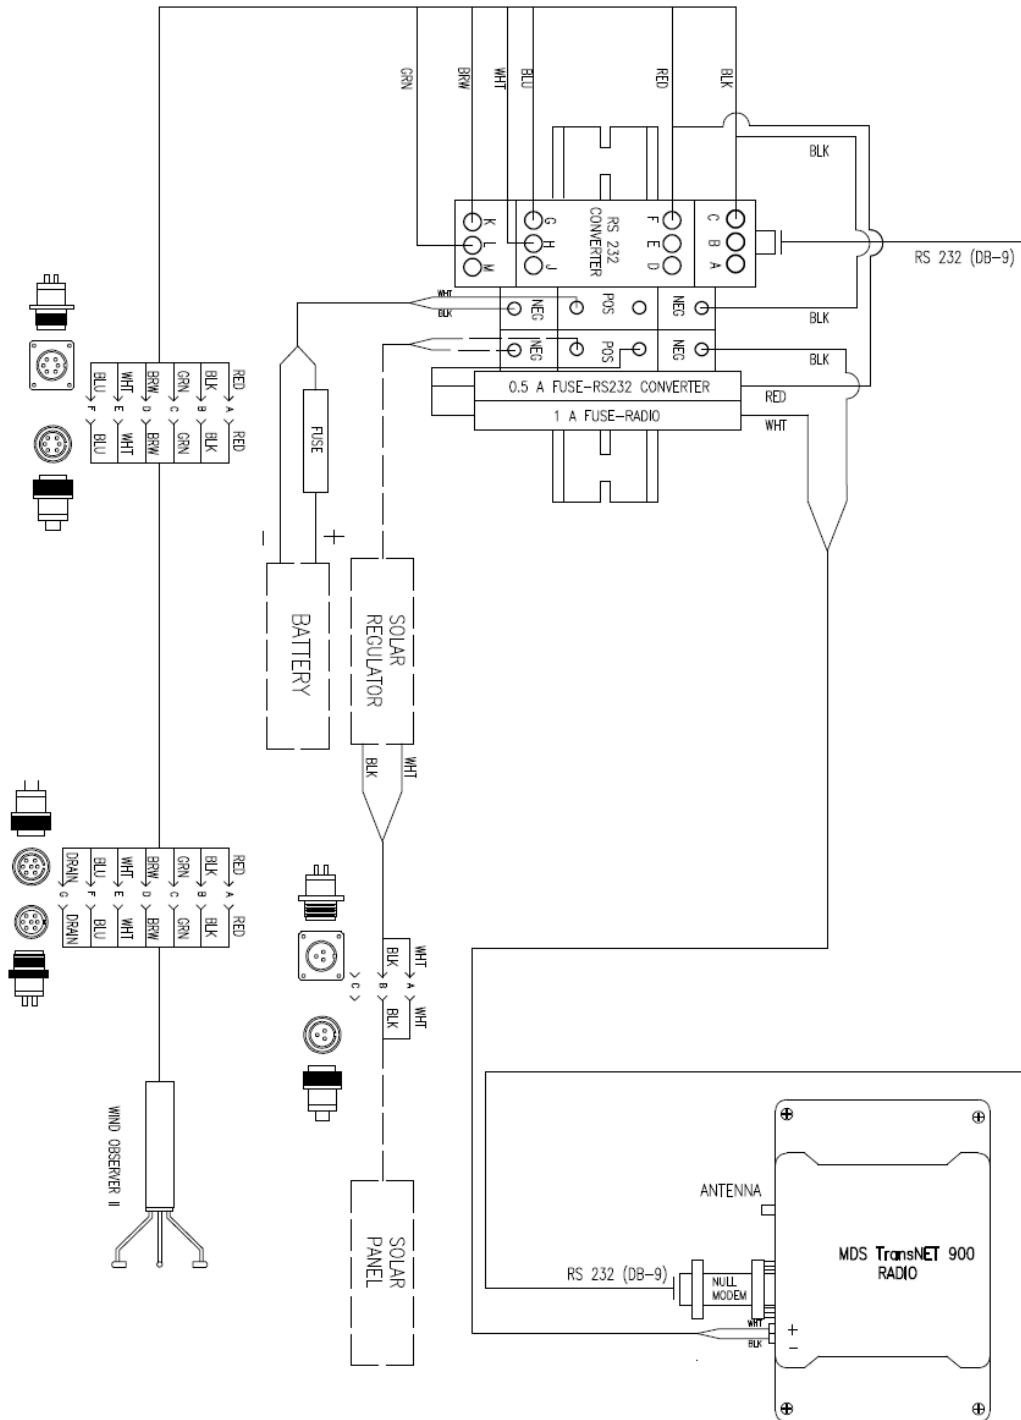 GRN
BRW
WHT
BLU
RED
BLK
BLK
K
L
M
G
H
J
RS 232
CONVERTER
F
E
D
C
B
A
RS 232 (DB-9)
WHT
BLK
NEG
POS
NEG
BLK
NEG
POS
NEG
BLK
0.5 A FUSE-RS232 CONVERTER
RED
1 A FUSE-RADIO
WHT
BLU
WHT
BRW
GRN
BLK
RED
F
E
D
C
B
A
BLU
WHT
BRW
GRN
BLK
RED
FUSE
-
+
BATTERY
SOLAR
REGULATOR
BLK
WHT
DRAIN
BLU
WHT
BRW
GRN
BLK
RED
G
F
E
D
C
B
A
DRAIN
BLU
WHT
BRW
GRN
BLK
RED
BLK
WHT
C
B
A
BLK
WHT
WIND OBSERVER II
SOLAR
PANEL
ANTENNA
MDS TransNET 900
RADIO
RS 232 (DB-9)
NULL
MODEM
WHT
BLK
+
-